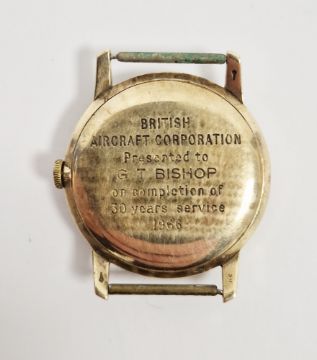 BRITISH
AIRCRAFT CORPORATION
Presented to
G T BISHOP
on completion of
30 years service
1966